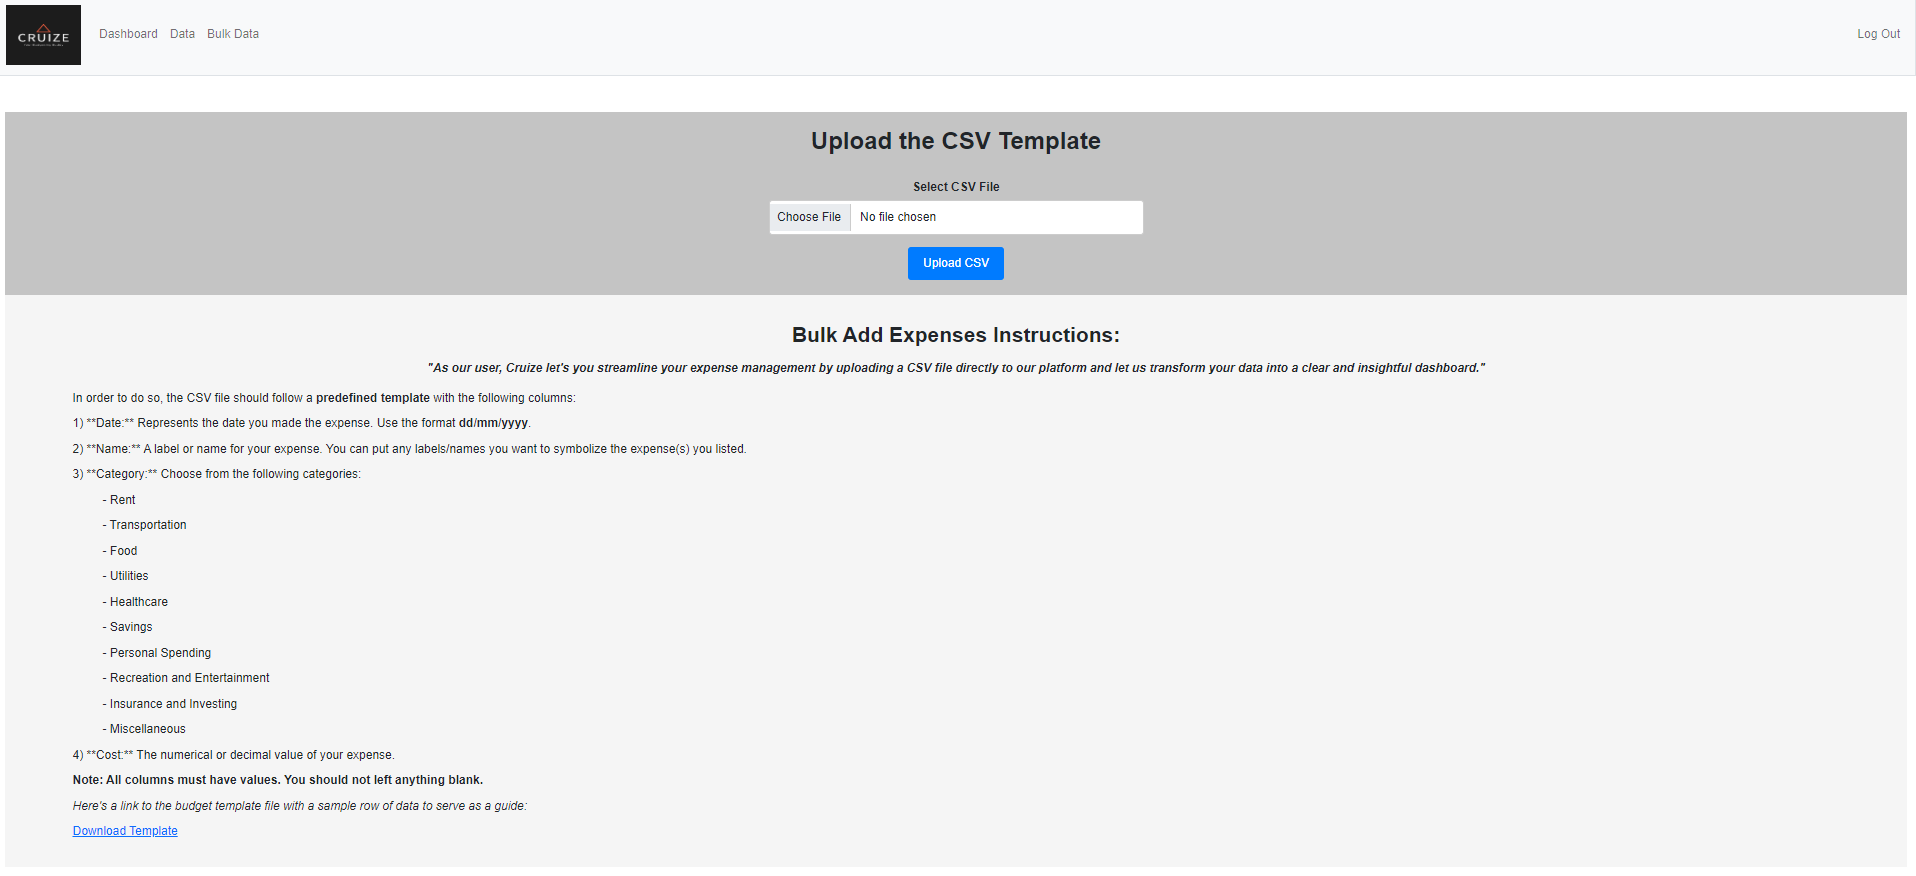 CRUIZE
Dashboard Data Bulk Data
Log Out
Upload the CSV Template
Select CSV File
Choose File No file chosen
Upload CSV
Bulk Add Expenses Instructions:
"As our user, Cruize let's you streamline your expense management by uploading a CSV file directly to our platform and let us transform your data into a clear and insightful dashboard."
In order to do so, the CSV file should follow a predefined template with the following columns:
1) **Date:** Represents the date you made the expense. Use the format dd/mm/yyyy.
2) **Name:** A label or name for your expense. You can put any labels/names you want to symbolize the expense(s) you listed.
3) **Category:** Choose from the following categories:
- Rent
- Transportation
- Food
- Utilities
- Healthcare
- Savings
- Personal Spending
- Recreation and Entertainment
- Insurance and Investing
- Miscellaneous
4) **Cost:** The numerical or decimal value of your expense.
Note: All columns must have values. You should not left anything blank.
Here's a link to the budget template file with a sample row of data to serve as a guide:
Download Template